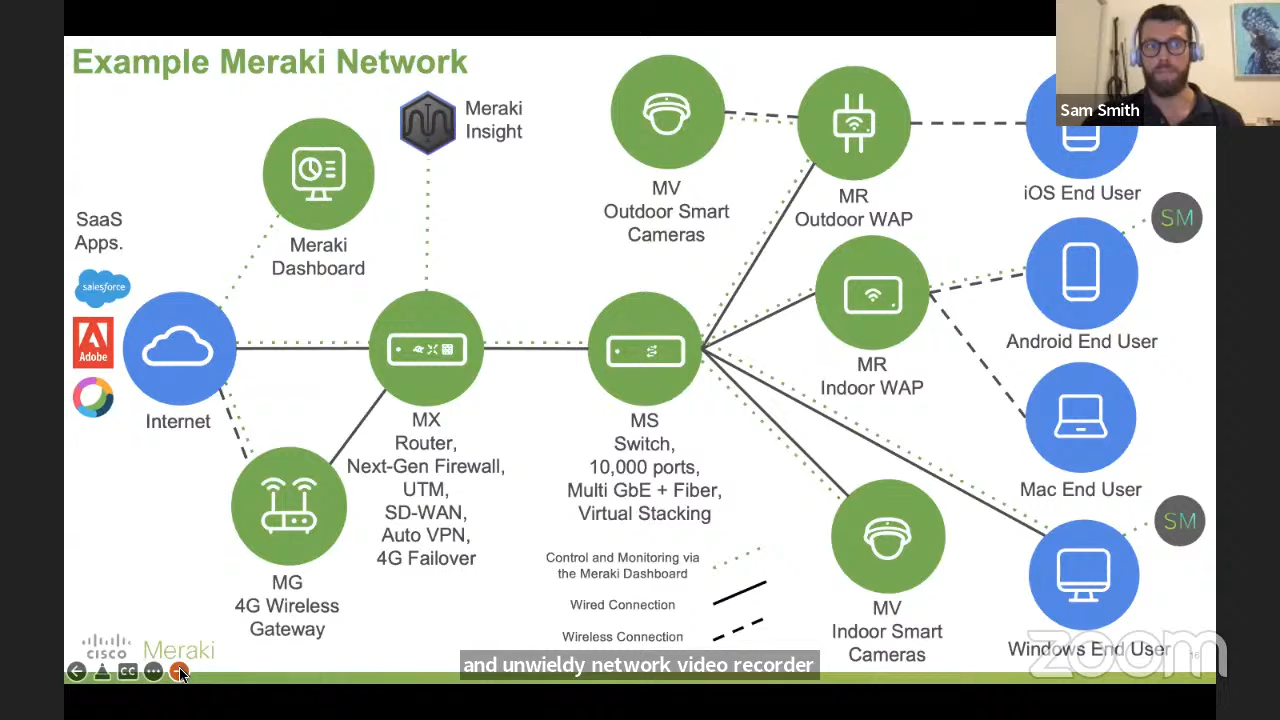 Example Meraki Network
Sam Smith
Meraki
Insight
SaaS
Apps.
salesforce
Adobe
Meraki
Dashboard
Internet
MG
4G Wireless
Gateway
MX
Router,
Next-Gen Firewall,
UTM,
SD-WAN,
Auto VPN,
4G Failover
MS
Switch,
10,000 ports,
Multi GbE + Fiber,
Virtual Stacking
MV
Outdoor Smart
Cameras
MR
Outdoor WAP
MR
Indoor WAP
MV
Indoor Smart
Cameras
iOS End User
SM
Android End User
Mac End User
SM
Windows End User
Control and Monitoring via
the Meraki Dashboard
Wired Connection
Wireless Connection
CISCO Meraki
CC
and unwieldy network video recorder
zoom
16